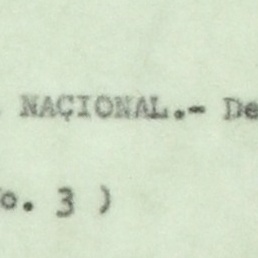 NACIONAL.- De
o. 3 )